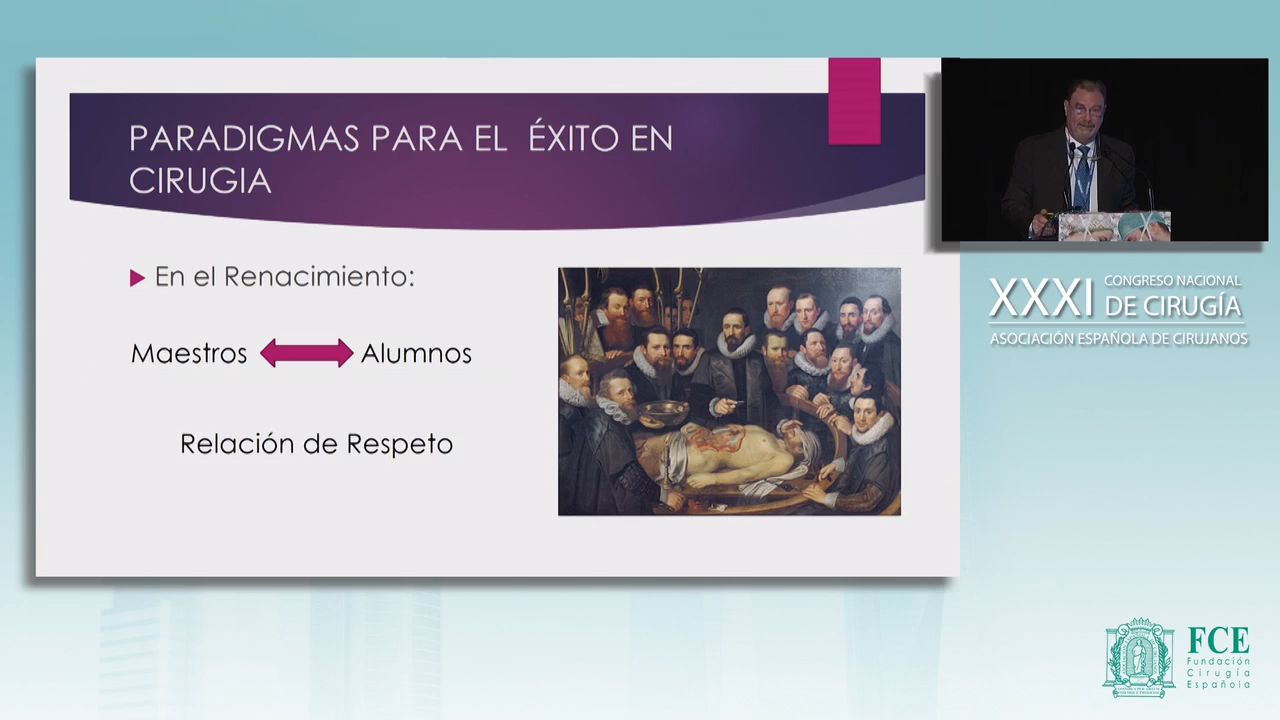 PARADIGMAS PARA EL ÉXITO EN
CIRUGIA
En el Renacimiento:
Maestros Alumnos
Relación de Respeto
XXXI CONGRESO NACIONAL
DE CIRUGÍA
ASOCIACIÓN ESPAÑOLA DE CIRUJANOS
FCE
Fundación
Cirugía
Española